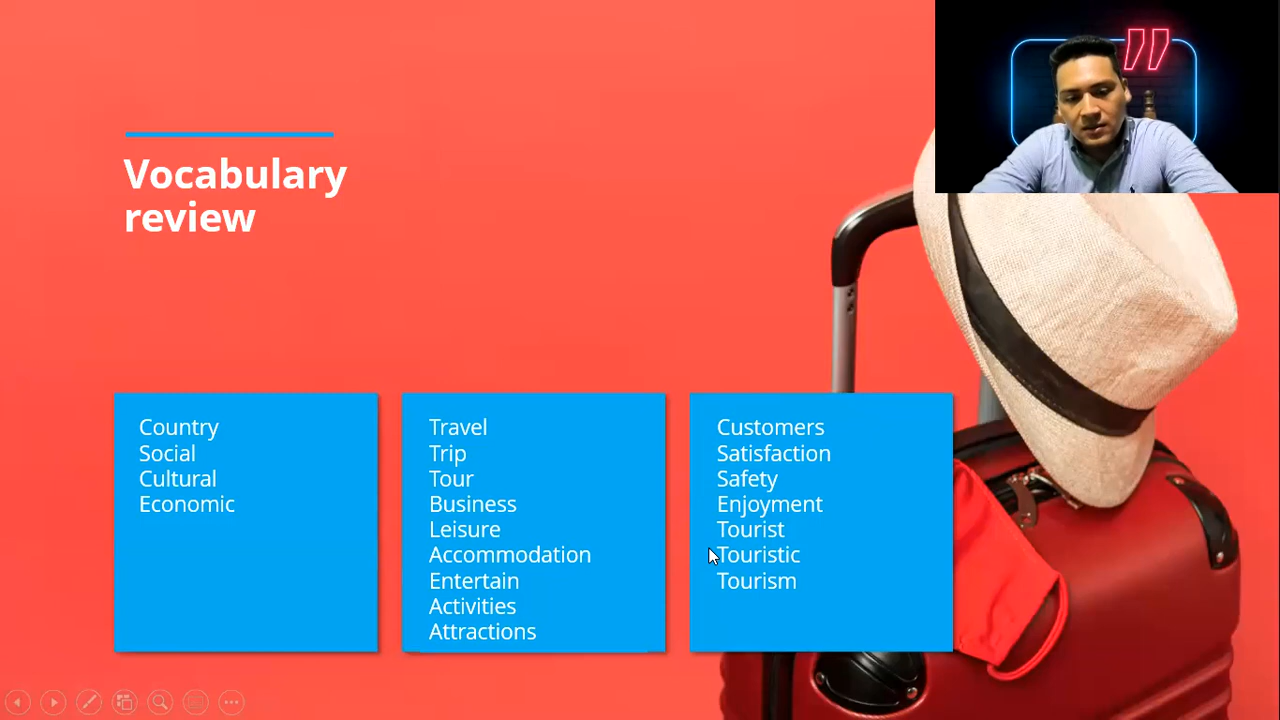 Vocabulary
review
Country
Social
Cultural
Economic
Travel
Trip
Tour
Business
Leisure
Accommodation
Entertain
Activities
Attractions
Customers
Satisfaction
Safety
Enjoyment
Tourist
Touristic
Tourism